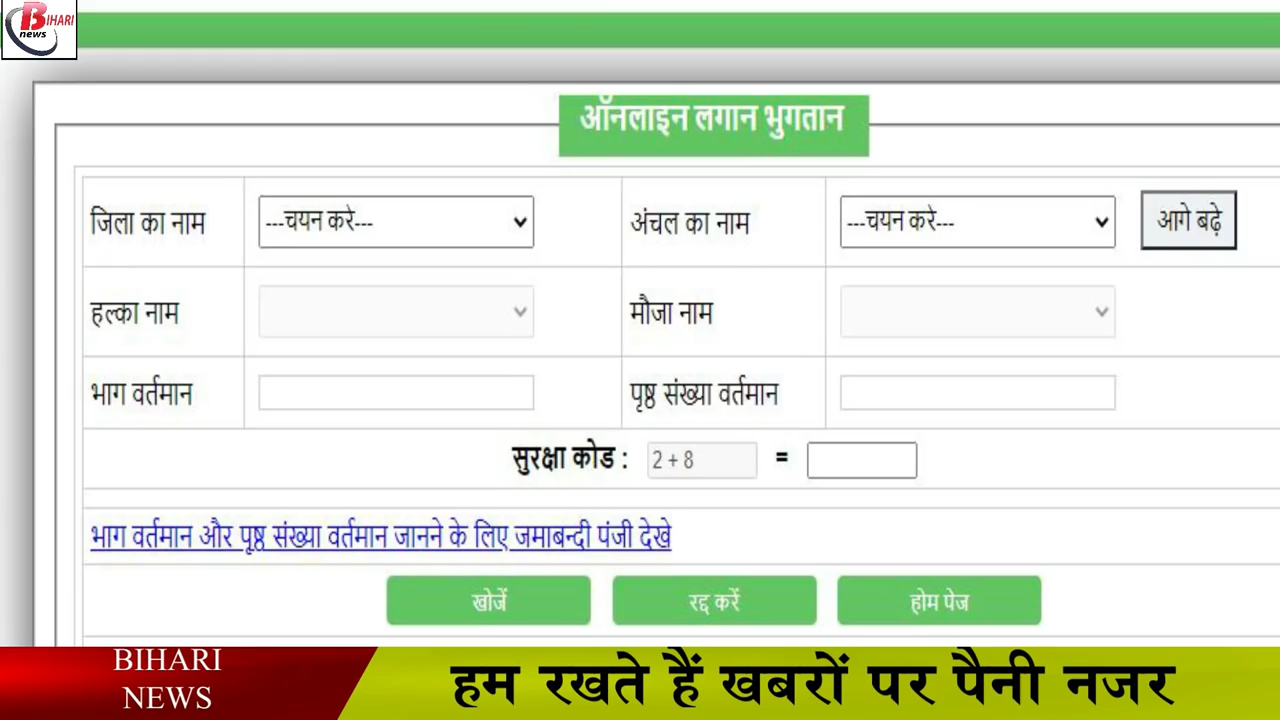 BIHARI
news
ऑनलाइन लगान भुगतान
जिला का नाम ---चयन करे--- अंचल का नाम ---चयन करे--- आगे बढ़े
हल्का नाम मौजा नाम
भाग वर्तमान पृष्ठ संख्या वर्तमान
सुरक्षा कोड : 2 + 8 =
भाग वर्तमान और पृष्ठ संख्या वर्तमान जानने के लिए जमाबन्दी पंजी देखे
खोजें रद्द करें होम पेज
BIHARI
NEWS
हम रखते हैं खबरों पर पैनी नजर